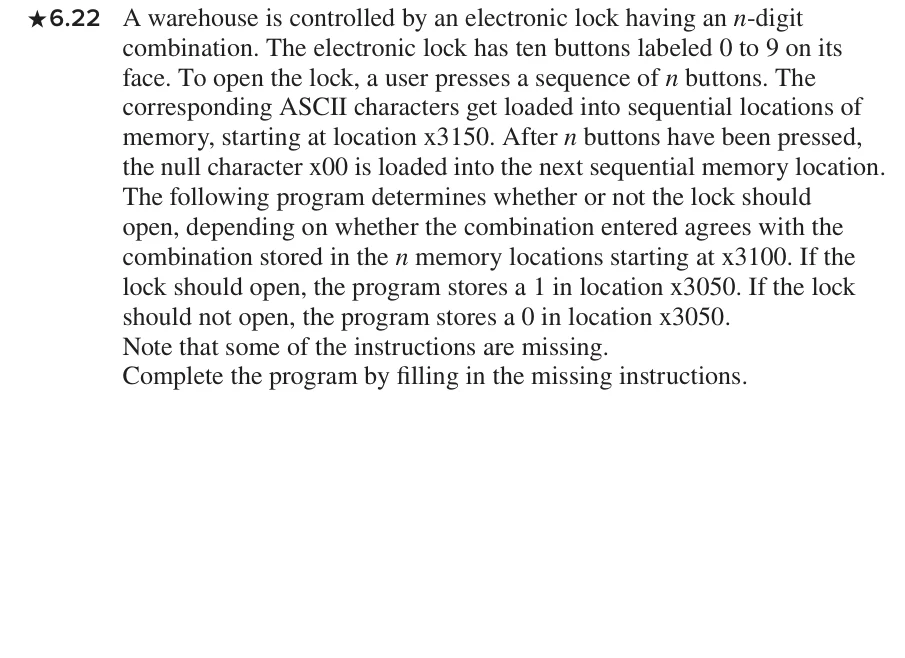 ★6.22 A warehouse is controlled by an electronic lock having an n-digit
combination. The electronic lock has ten buttons labeled 0 to 9 on its
face. To open the lock, a user presses a sequence of n buttons. The
corresponding ASCII characters get loaded into sequential locations of
memory, starting at location x3150. After n buttons have been pressed,
the null character x00 is loaded into the next sequential memory location.
The following program determines whether or not the lock should
open, depending on whether the combination entered agrees with the
combination stored in the n memory locations starting at x3100. If the
lock should open, the program stores a 1 in location x3050. If the lock
should not open, the program stores a 0 in location x3050.
Note that some of the instructions are missing.
Complete the program by filling in the missing instructions.